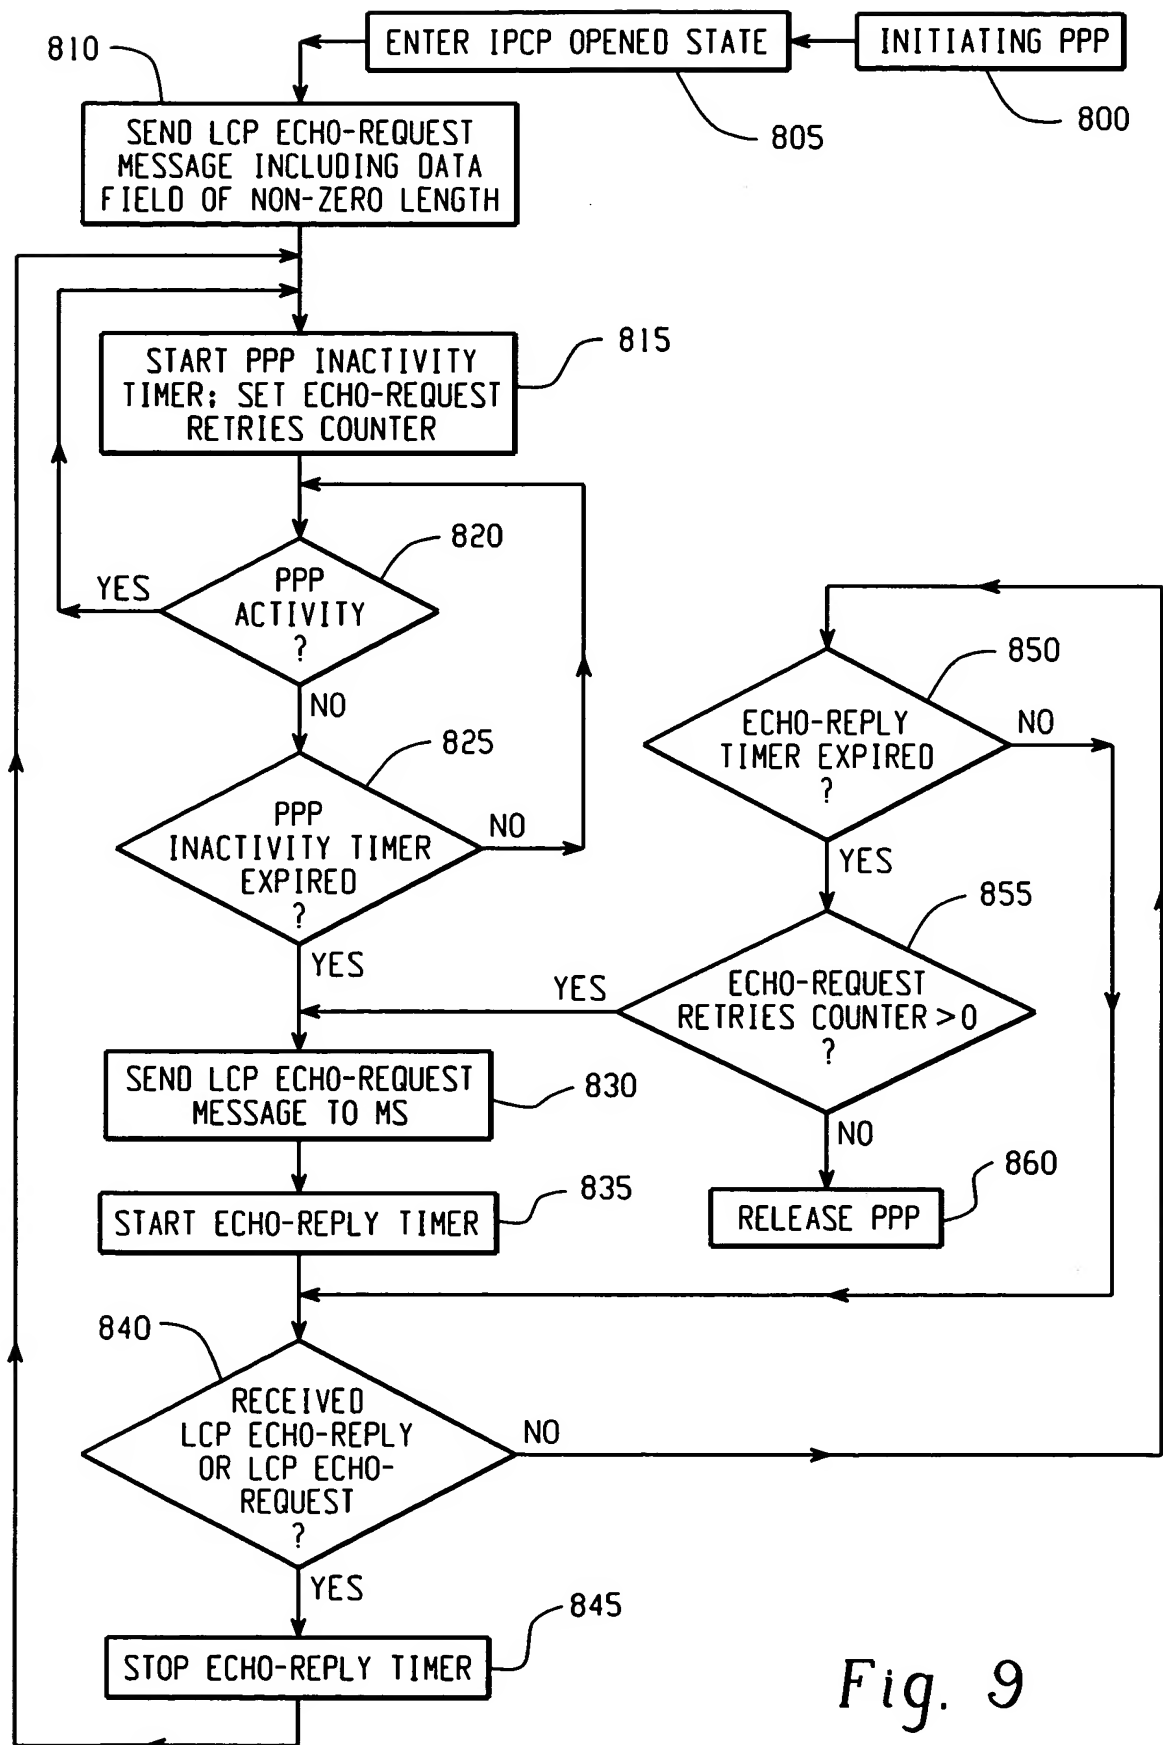 810
ENTER IPCP OPENED STATE
INITIATING PPP
805
800
SEND LCP ECHO-REQUEST
MESSAGE INCLUDING DATA
FIELD OF NON-ZERO LENGTH
815
START PPP INACTIVITY
TIMER; SET ECHO-REQUEST
RETRIES COUNTER
820
PPP
ACTIVITY
?
YES
NO
825
PPP
INACTIVITY TIMER
EXPIRED
?
NO
YES
850
ECHO-REPLY
TIMER EXPIRED
?
NO
YES
855
ECHO-REQUEST
RETRIES COUNTER > 0
?
YES
NO
SEND LCP ECHO-REQUEST
MESSAGE TO MS
830
860
RELEASE PPP
START ECHO-REPLY TIMER
835
840
RECEIVED
LCP ECHO-REPLY
OR LCP ECHO-
REQUEST
?
NO
YES
845
STOP ECHO-REPLY TIMER
Fig. 9